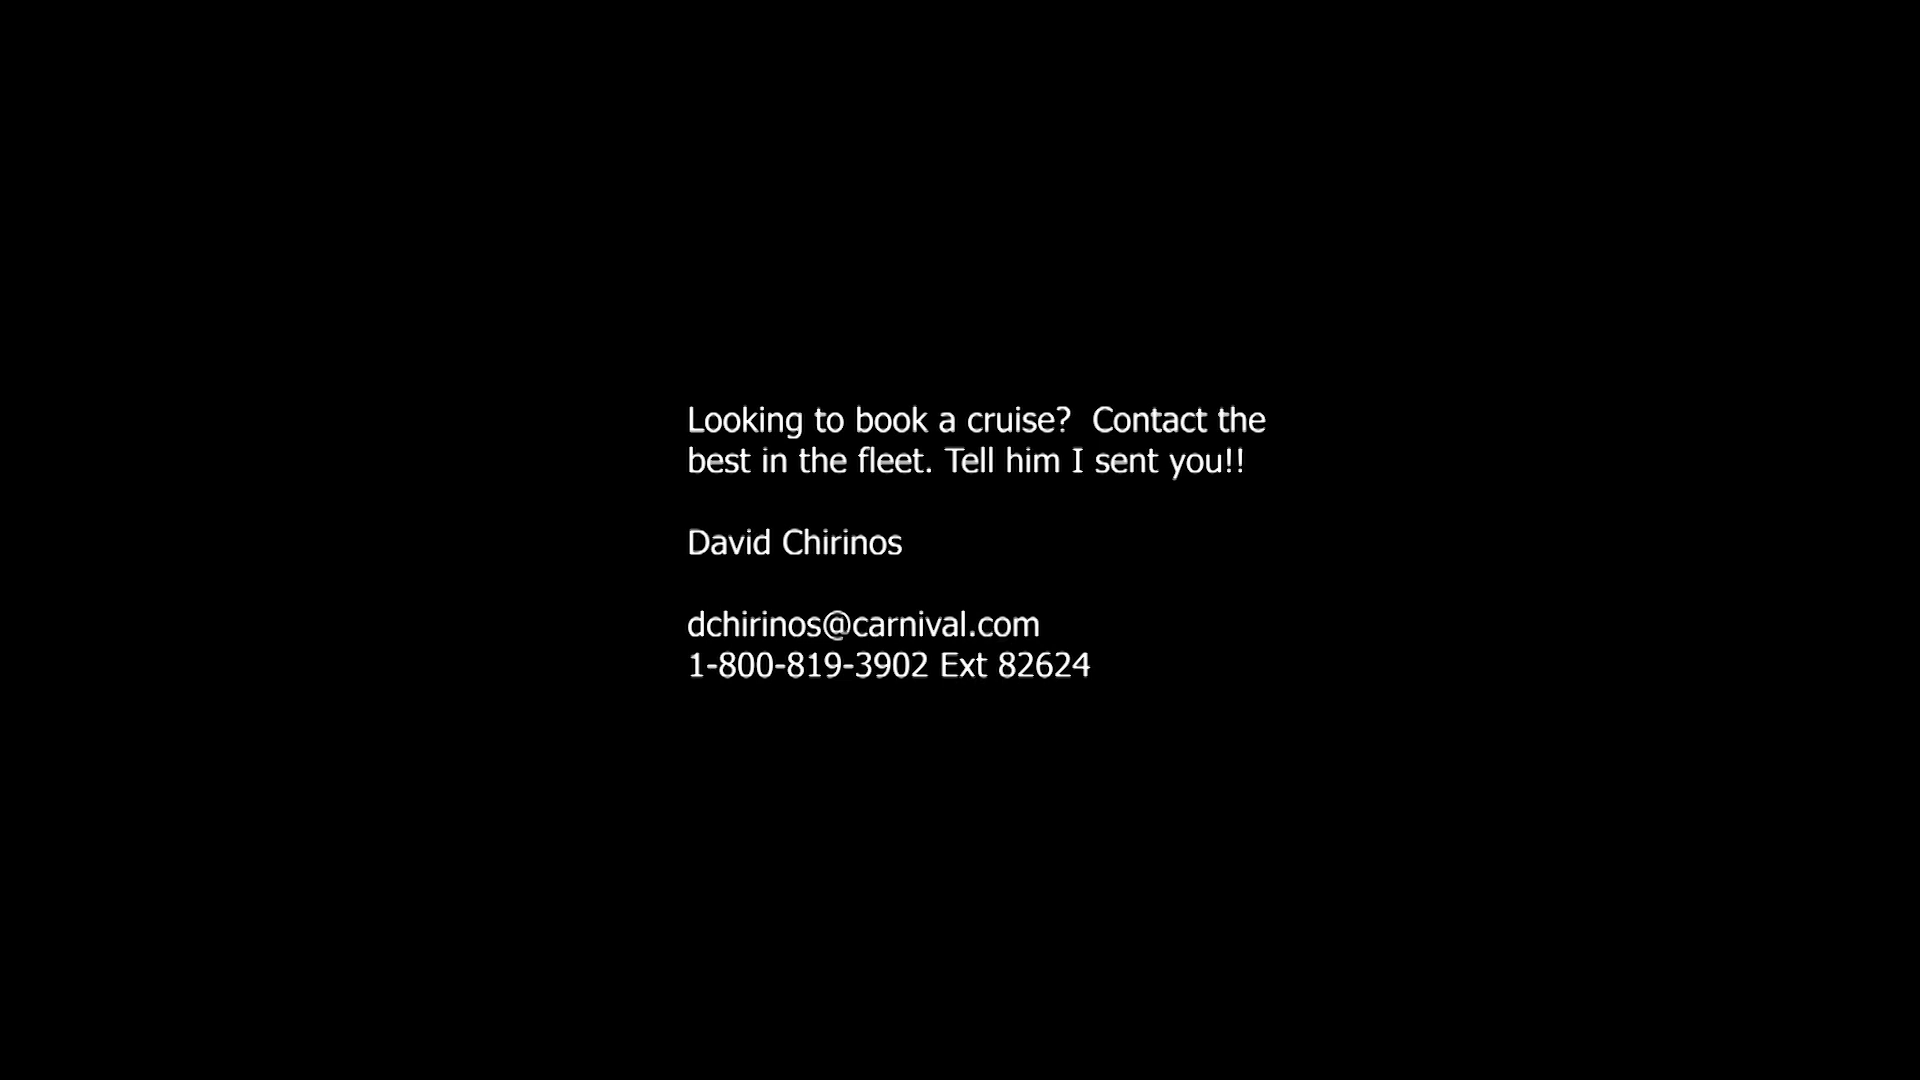 Looking to book a cruise?  Contact the
best in the fleet. Tell him I sent you!!
David Chirinos
dchirinos@carnival.com
1-800-819-3902 Ext 82624